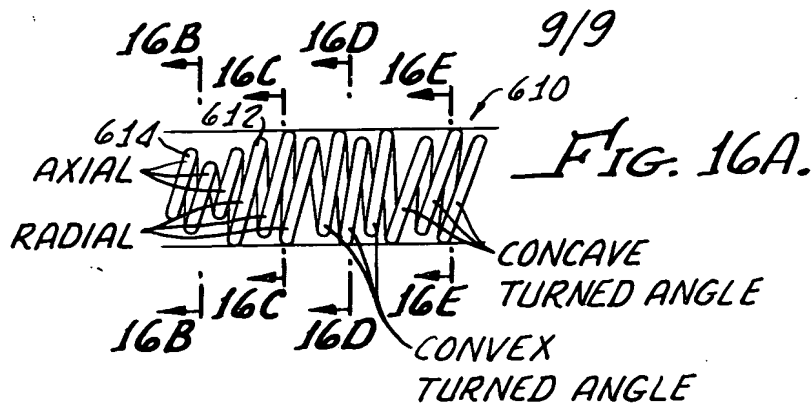 9/9
16B
16D
16C
16E
610
612
614
AXIAL
RADIAL
FIG. 16A.
CONCAVE
TURNED ANGLE
16C
16E
16B
16D
CONVEX
TURNED ANGLE